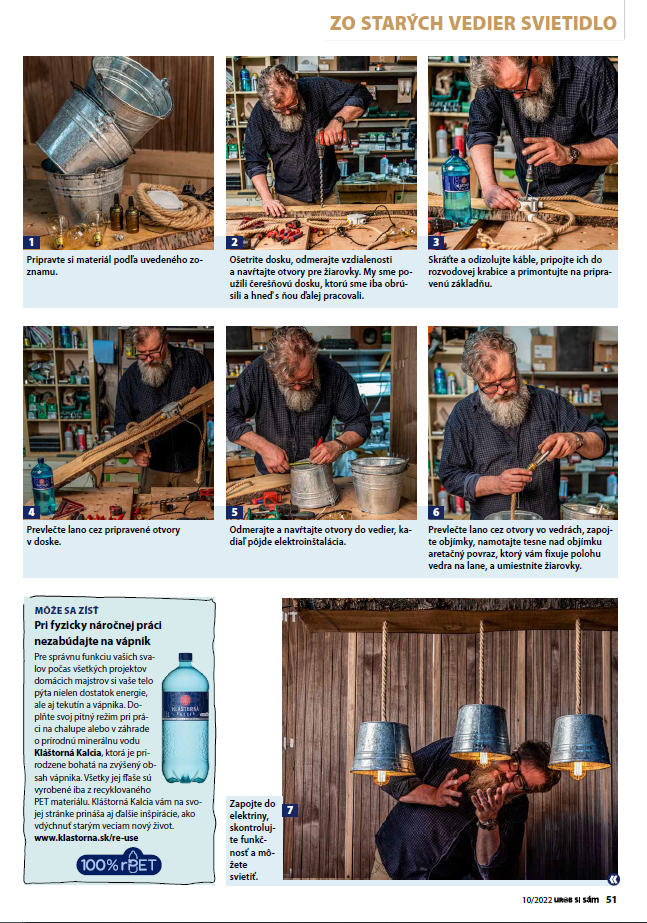 ZO STARÝCH VEDIER SVIETIDLO
1
Pripravte si materiál podľa uvedeného zo-
znamu.
2
Ošetrite dosku, odmerajte vzdialenosti
a navŕtajte otvory pre žiarovky. My sme po-
užili čerešňovú dosku, ktorú sme iba obrú-
sili a hneď s ňou ďalej pracovali.
3
Skráťte a odizolujte káble, pripojte ich do
rozvodovej krabice a primontujte na pripra-
venú základňu.
4
Prevlečte lano cez pripravené otvory
v doske.
5
Odmerajte a navŕtajte otvory do vedier, ka-
diaľ pôjde elektroinštalácia.
6
Prevlečte lano cez otvory vo vedrách, zapoj-
te objímky, namotajte tesne nad objímku
aretačný povraz, ktorý vám fixuje polohu
vedra na lane, a umiestnite žiarovky.
MÔŽE SA ZÍSŤ
Pri fyzicky náročnej práci
nezabúdajte na vápnik
Pre správnu funkciu vašich sva-
lov počas všetkých projektov
domácich majstrov si vaše telo
pýta nielen dostatok energie,
ale aj tekutín a vápnika. Do-
plňte svoj pitný režim pri prá-
ci na chalupe alebo v záhrade
o prírodnú minerálnu vodu
Kláštorná Kalcia, ktorá je pri-
rodzene bohatá na zvýšený ob-
sah vápnika. Všetky jej fľaše sú
vyrobené iba z recyklovaného
PET materiálu. Kláštorná Kalcia vám na svo-
jej stránke prináša aj ďalšie inšpirácie, ako
vdýchnuť starým veciam nový život.
www.klastorna.sk/re-use
KLÁŠTORNÁ
KALCIA
100% rPET
7
Zapojte do
elektriny,
skontroluj-
te funkč-
nosť a mô-
žete
svietiť.
10/2022 UROB SI SÁM 51